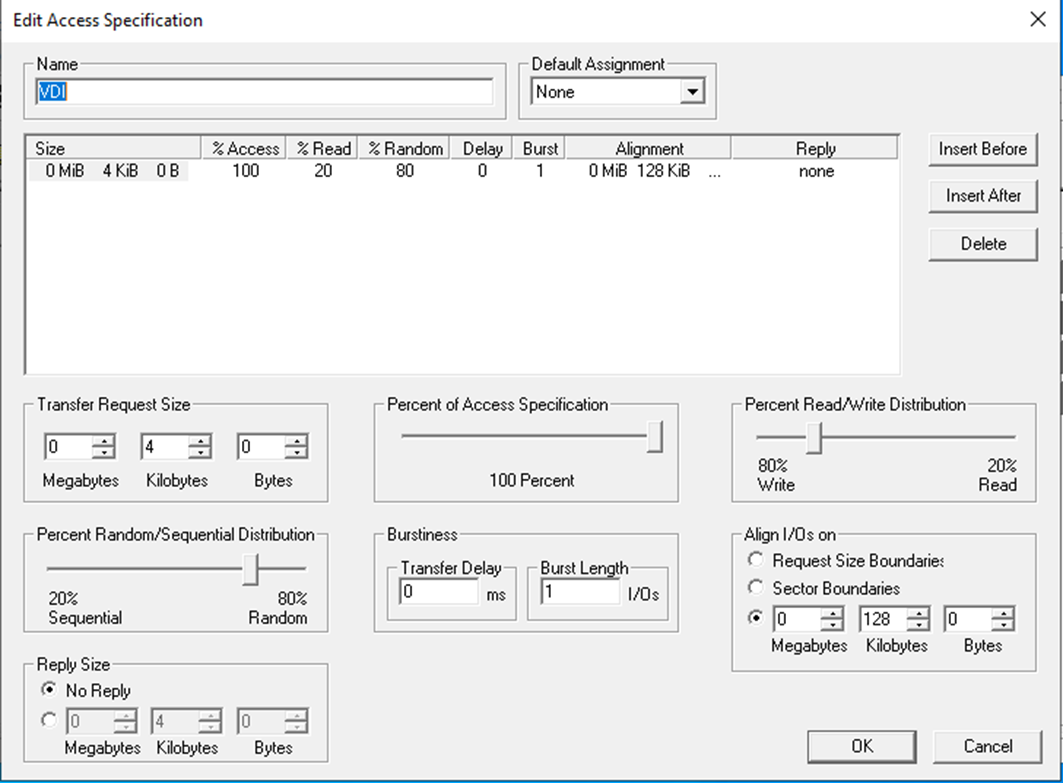 Edit Access Specification
Name
VDI
Default Assignment
None
Size % Access % Read % Random Delay Burst Alignment Reply
0 MiB 4 KiB 0 B 100 20 80 0 1 0 MiB 128 KiB ... none
Insert Before
Insert After
Delete
Transfer Request Size
0 4 0
Megabytes Kilobytes Bytes
Percent of Access Specification
100 Percent
Percent Read/Write Distribution
80% 20%
Write Read
Percent Random/Sequential Distribution
20% 80%
Sequential Random
Burstiness
Transfer Delay
0 ms
Burst Length
1 I/Os
Align I/Os on
Request Size Boundaries
Sector Boundaries
0 128 0
Megabytes Kilobytes Bytes
Reply Size
No Reply
0 4 0
Megabytes Kilobytes Bytes
OK Cancel